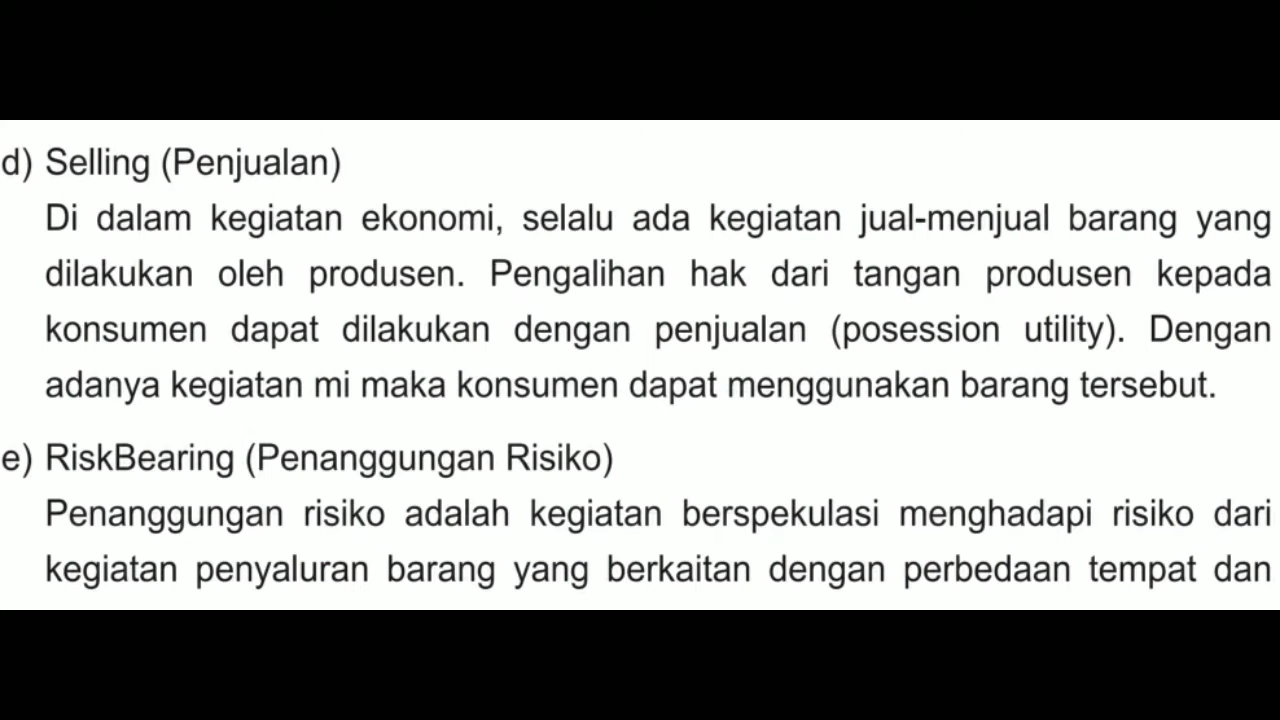 d) Selling (Penjualan)
Di dalam kegiatan ekonomi, selalu ada kegiatan jual-menjual barang yang
dilakukan oleh produsen. Pengalihan hak dari tangan produsen kepada
konsumen dapat dilakukan dengan penjualan (posession utility). Dengan
adanya kegiatan mi maka konsumen dapat menggunakan barang tersebut.
e) RiskBearing (Penanggungan Risiko)
Penanggungan risiko adalah kegiatan berspekulasi menghadapi risiko dari
kegiatan penyaluran barang yang berkaitan dengan perbedaan tempat dan